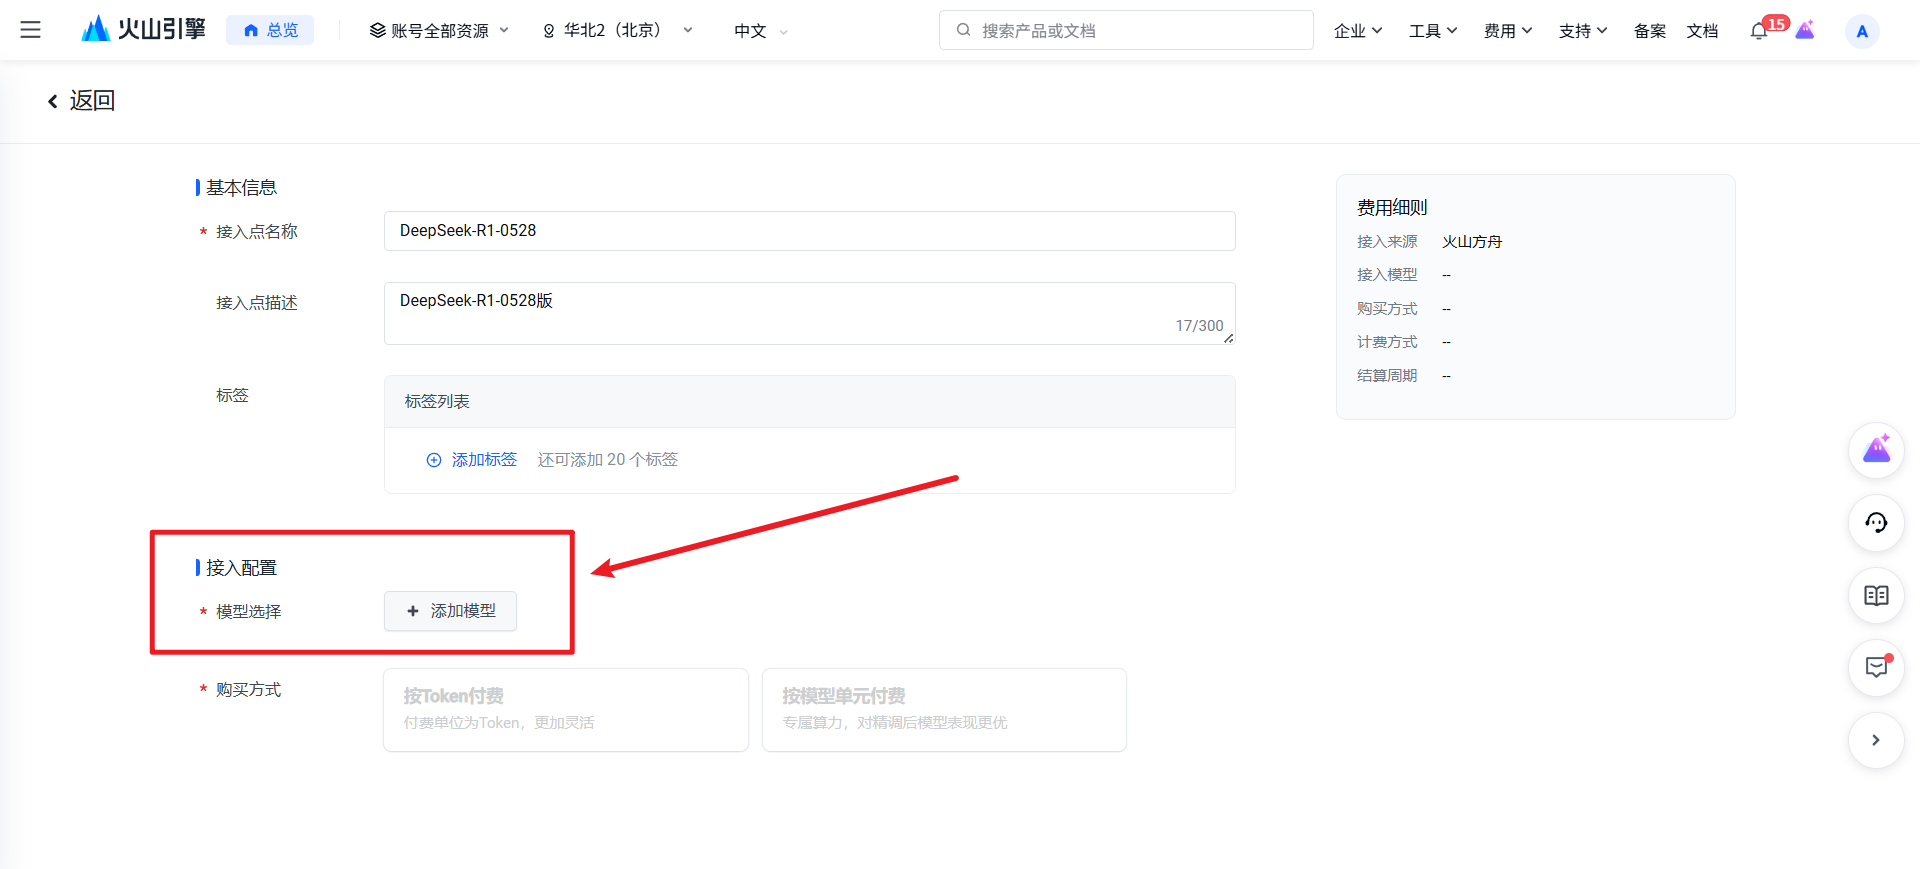 火山引擎 总览 账号全部资源 华北2（北京） 中文 搜索产品或文档 企业 工具 费用 支持 备案 文档 15 A
返回
基本信息
* 接入点名称 DeepSeek-R1-0528
接入点描述 DeepSeek-R1-0528版
17/300
标签 标签列表
添加标签 还可添加 20 个标签
接入配置
* 模型选择 + 添加模型
* 购买方式
按Token付费
付费单位为Token，更加灵活
按模型单元付费
专属算力，对精调后模型表现更优
费用细则
接入来源 火山方舟
接入模型 --
购买方式 --
计费方式 --
结算周期 --